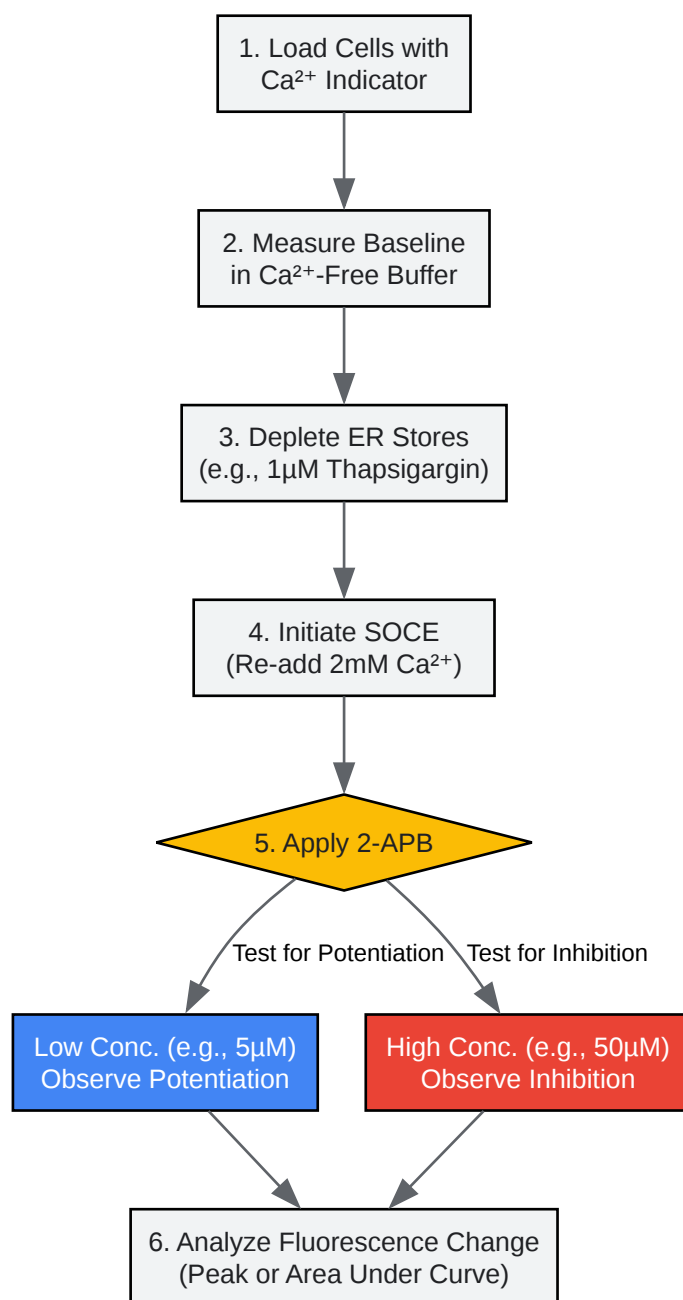 1. Load Cells with
Ca²⁺ Indicator
2. Measure Baseline
in Ca²⁺-Free Buffer
3. Deplete ER Stores
(e.g., 1µM Thapsigargin)
4. Initiate SOCE
(Re-add 2mM Ca²⁺)
5. Apply 2-APB
Test for Potentiation
Test for Inhibition
Low Conc. (e.g., 5µM)
Observe Potentiation
High Conc. (e.g., 50µM)
Observe Inhibition
6. Analyze Fluorescence Change
(Peak or Area Under Curve)